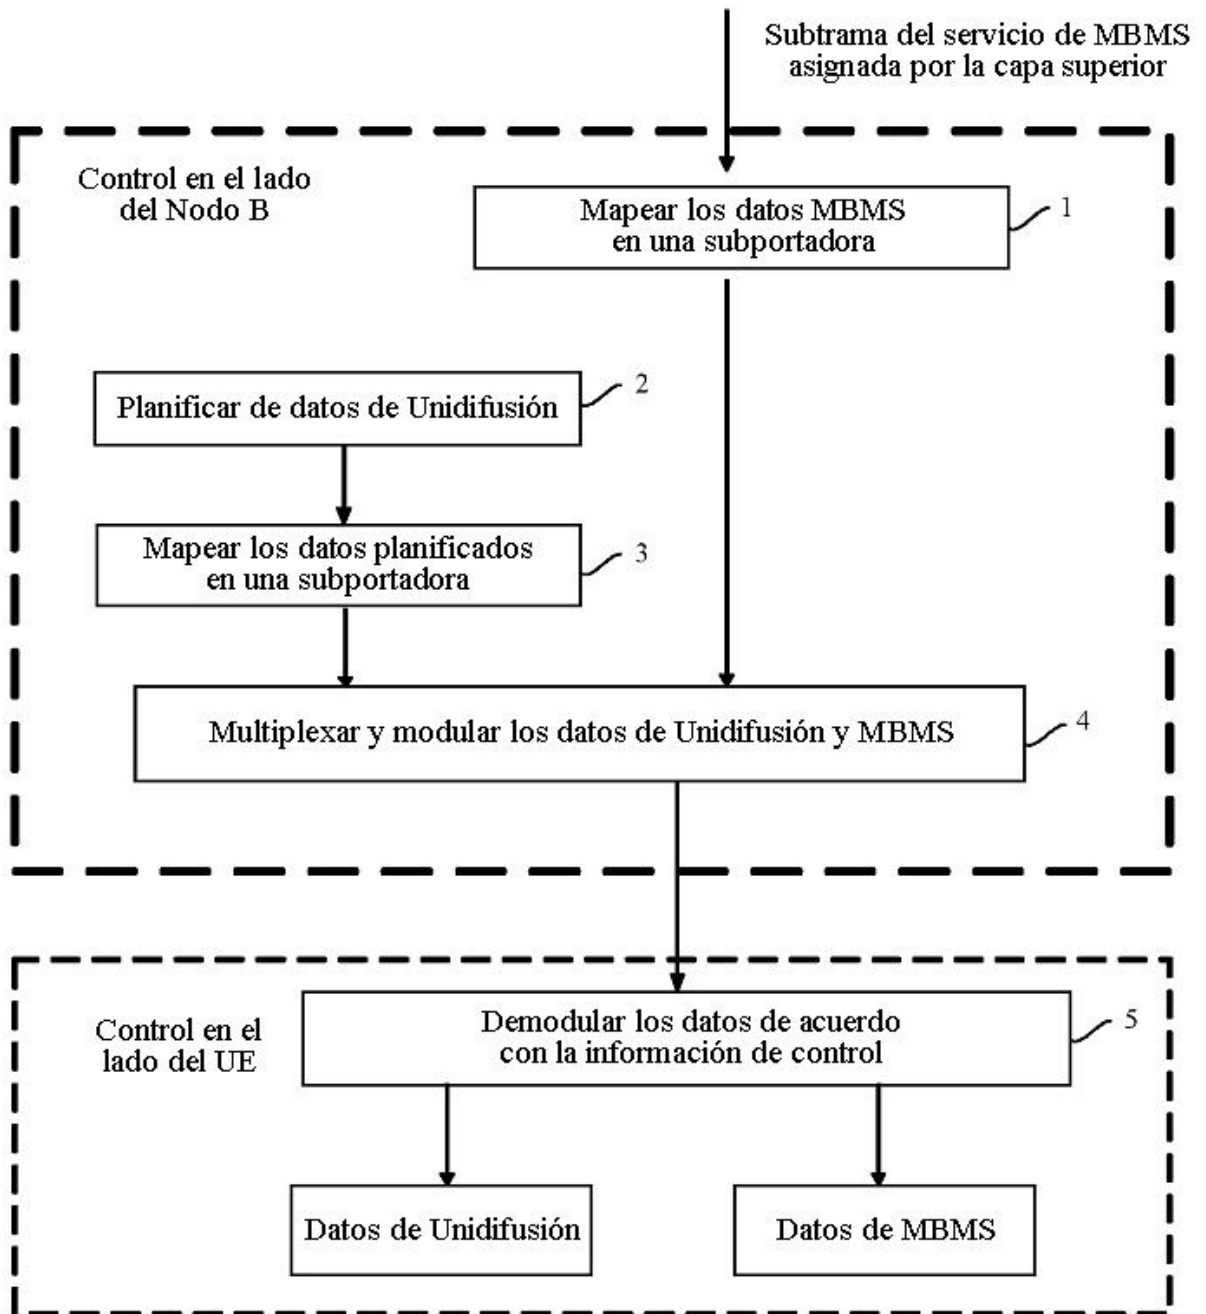 Subtrama del servicio de MBMS
asignada por la capa superior
Control en el lado
del Nodo B
Mapear los datos MBMS
en una subportadora
1
Planificar de datos de Unidifusión
2
Mapear los datos planificados
en una subportadora
3
Multiplexar y modular los datos de Unidifusión y MBMS
4
Control en el
lado del UE
Demodular los datos de acuerdo
con la información de control
5
Datos de Unidifusión
Datos de MBMS